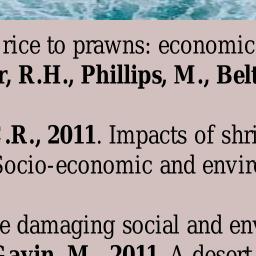 rice to prawns: economic
r, R.H., Phillips, M., Belt
C.R., 2011. Impacts of shri
Socio-economic and envir
e damaging social and env
Gavin, M., 2011. A desert